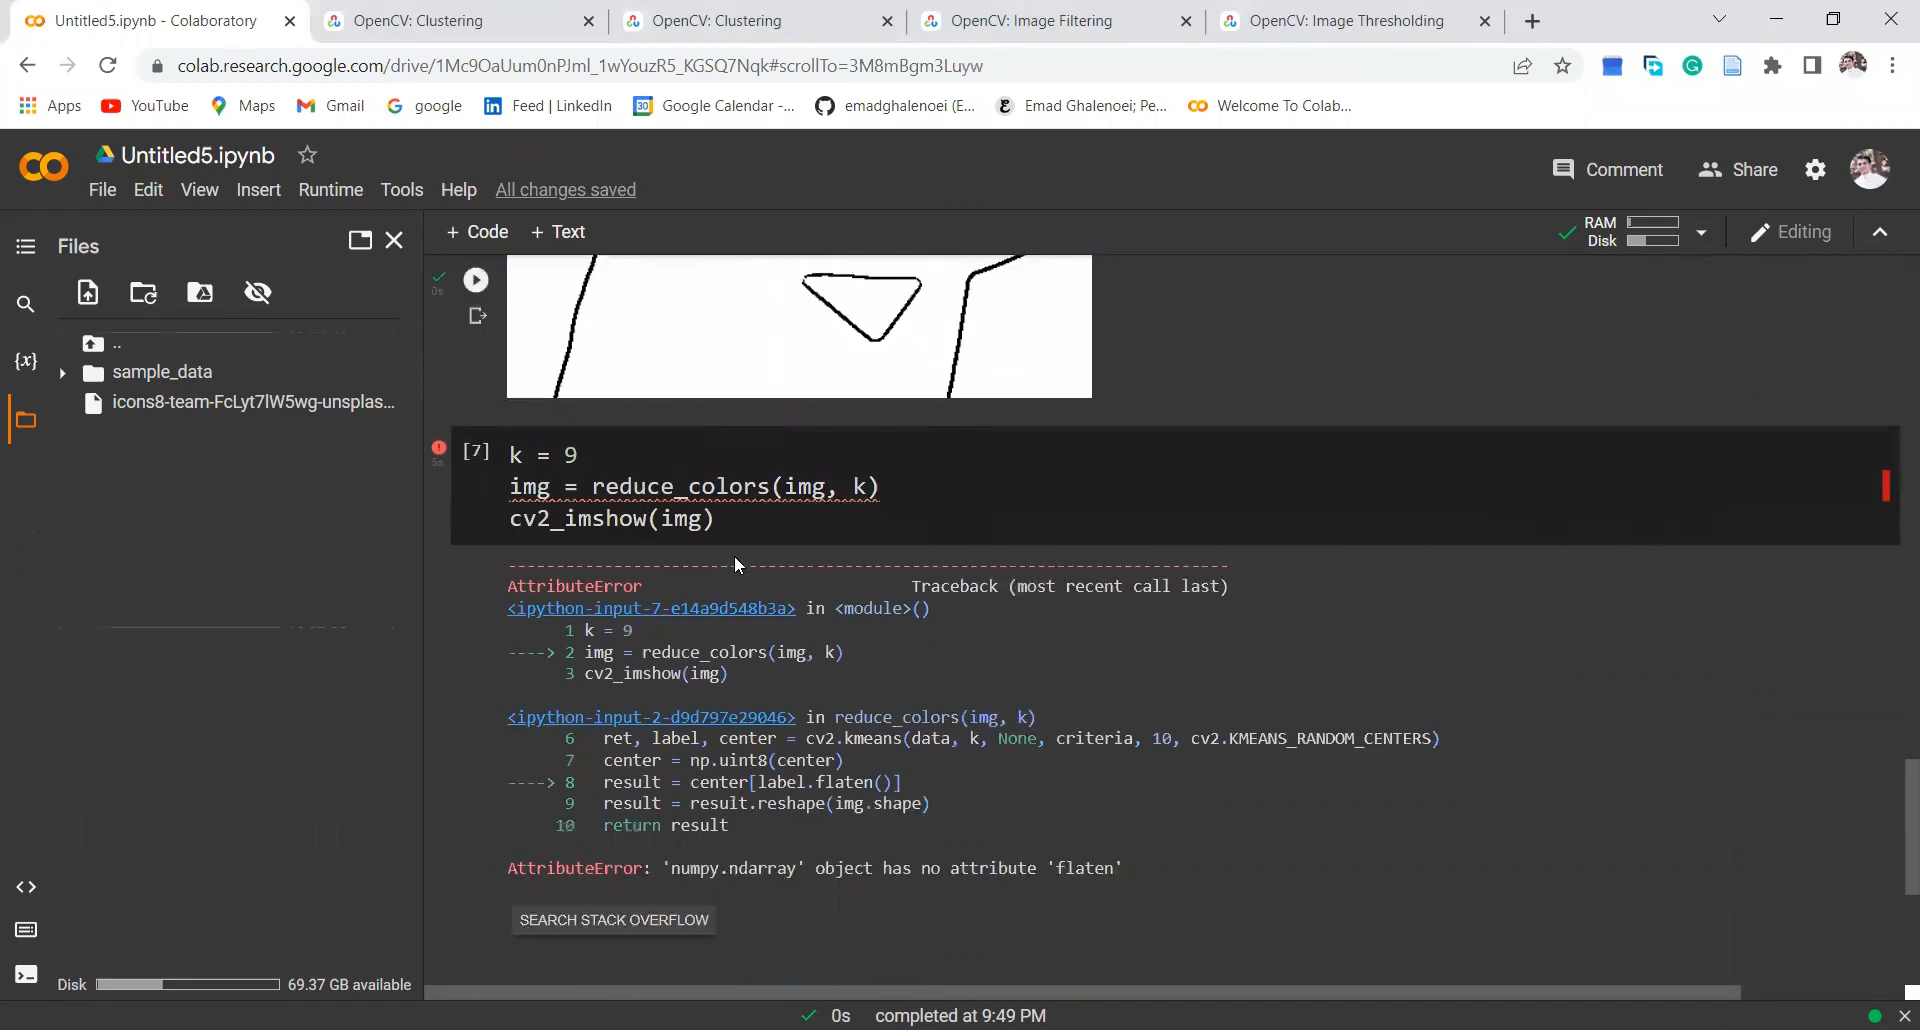 Untitled5.ipynb - Colaboratory
OpenCV: Clustering
OpenCV: Clustering
OpenCV: Image Filtering
OpenCV: Image Thresholding
colab.research.google.com/drive/1Mc9OaUum0nPJml_1wYouzR5_KGSQ7Nqk#scrollTo=3M8mBgm3Luyw
Apps
YouTube
Maps
Gmail
google
Feed | LinkedIn
30
Google Calendar -...
emadghalenoei (E...
Emad Ghalenoei; Pe...
Welcome To Colab...
Untitled5.ipynb
File Edit View Insert Runtime Tools Help All changes saved
Comment
Share
Files
+ Code + Text
RAM
Disk
Editing
0s
{x}
..
sample_data
icons8-team-FcLyt7lW5wg-unsplas...
5s
[7] k = 9
img = reduce_colors(img, k)
cv2_imshow(img)
---------------------------------------------------------------------------
AttributeError Traceback (most recent call last)
<ipython-input-7-e14a9d548b3a> in <module>()
1 k = 9
----> 2 img = reduce_colors(img, k)
3 cv2_imshow(img)
<ipython-input-2-d9d797e29046> in reduce_colors(img, k)
6 ret, label, center = cv2.kmeans(data, k, None, criteria, 10, cv2.KMEANS_RANDOM_CENTERS)
7 center = np.uint8(center)
----> 8 result = center[label.flaten()]
9 result = result.reshape(img.shape)
10 return result
AttributeError: 'numpy.ndarray' object has no attribute 'flaten'
SEARCH STACK OVERFLOW
Disk
69.37 GB available
0s completed at 9:49 PM